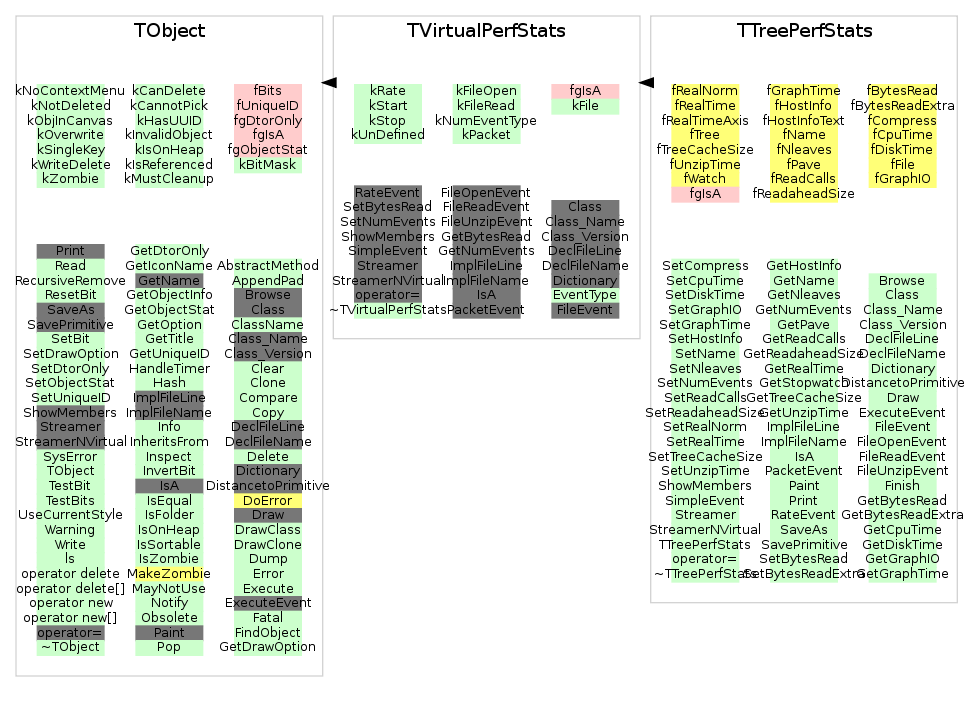 TObject
kNoContextMenu
kNotDeleted
kObjInCanvas
kOverwrite
kSingleKey
kWriteDelete
kZombie
kCanDelete
kCannotPick
kHasUUID
kInvalidObject
kIsOnHeap
kIsReferenced
kMustCleanup
fBits
fUniqueID
fgDtorOnly
fgIsA
fgObjectStat
kBitMask
Print
Read
RecursiveRemove
ResetBit
SaveAs
SavePrimitive
SetBit
SetDrawOption
SetDtorOnly
SetObjectStat
SetUniqueID
ShowMembers
Streamer
StreamerNVirtual
SysError
TObject
TestBit
TestBits
UseCurrentStyle
Warning
Write
ls
operator delete
operator delete[]
operator new
operator new[]
operator=
~TObject
GetDtorOnly
GetIconName
GetName
GetObjectInfo
GetObjectStat
GetOption
GetTitle
GetUniqueID
HandleTimer
Hash
ImplFileLine
ImplFileName
Info
InheritsFrom
Inspect
InvertBit
IsA
IsEqual
IsFolder
IsOnHeap
IsSortable
IsZombie
MakeZombie
MayNotUse
Notify
Obsolete
Paint
Pop
AbstractMethod
AppendPad
Browse
Class
ClassName
Class_Name
Class_Version
Clear
Clone
Compare
Copy
DeclFileLine
DeclFileName
Delete
Dictionary
DistancetoPrimitive
DoError
Draw
DrawClass
DrawClone
Dump
Error
Execute
ExecuteEvent
Fatal
FindObject
GetDrawOption
TVirtualPerfStats
kRate
kStart
kStop
kUnDefined
kFileOpen
kFileRead
kNumEventType
kPacket
fgIsA
kFile
RateEvent
SetBytesRead
SetNumEvents
ShowMembers
SimpleEvent
Streamer
StreamerNVirtual
operator=
~TVirtualPerfStats
FileOpenEvent
FileReadEvent
FileUnzipEvent
GetBytesRead
GetNumEvents
ImplFileLine
ImplFileName
IsA
PacketEvent
Class
Class_Name
Class_Version
DeclFileLine
DeclFileName
Dictionary
EventType
FileEvent
TTreePerfStats
fRealNorm
fRealTime
fRealTimeAxis
fTree
fTreeCacheSize
fUnzipTime
fWatch
fgIsA
fGraphTime
fHostInfo
fHostInfoText
fName
fNleaves
fPave
fReadCalls
fReadaheadSize
fBytesRead
fBytesReadExtra
fCompress
fCpuTime
fDiskTime
fFile
fGraphIO
SetCompress
SetCpuTime
SetDiskTime
SetGraphIO
SetGraphTime
SetHostInfo
SetName
SetNleaves
SetNumEvents
SetReadCalls
SetReadaheadSize
SetRealNorm
SetRealTime
SetTreeCacheSize
SetUnzipTime
ShowMembers
SimpleEvent
Streamer
StreamerNVirtual
TTreePerfStats
operator=
~TTreePerfStats
GetHostInfo
GetName
GetNleaves
GetNumEvents
GetPave
GetReadCalls
GetReadaheadSize
GetRealTime
GetStopwatch
GetTreeCacheSize
GetUnzipTime
ImplFileLine
ImplFileName
IsA
PacketEvent
Paint
Print
RateEvent
SaveAs
SavePrimitive
SetBytesRead
SetBytesReadExtra
Browse
Class
Class_Name
Class_Version
DeclFileLine
DeclFileName
Dictionary
DistancetoPrimitive
Draw
ExecuteEvent
FileEvent
FileOpenEvent
FileReadEvent
FileUnzipEvent
Finish
GetBytesRead
GetBytesReadExtra
GetCpuTime
GetDiskTime
GetGraphIO
GetGraphTime